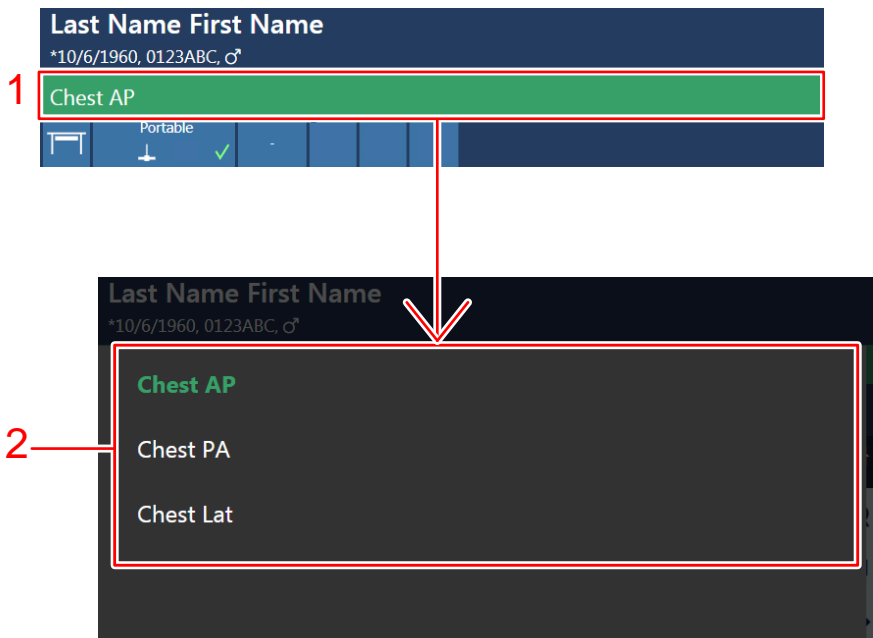 Last Name First Name
*10/6/1960, 0123ABC, ♂
1
Chest AP
Portable
-
Last Name First Name
*10/6/1960, 0123ABC, ♂
Chest AP
2
Chest PA
Chest Lat